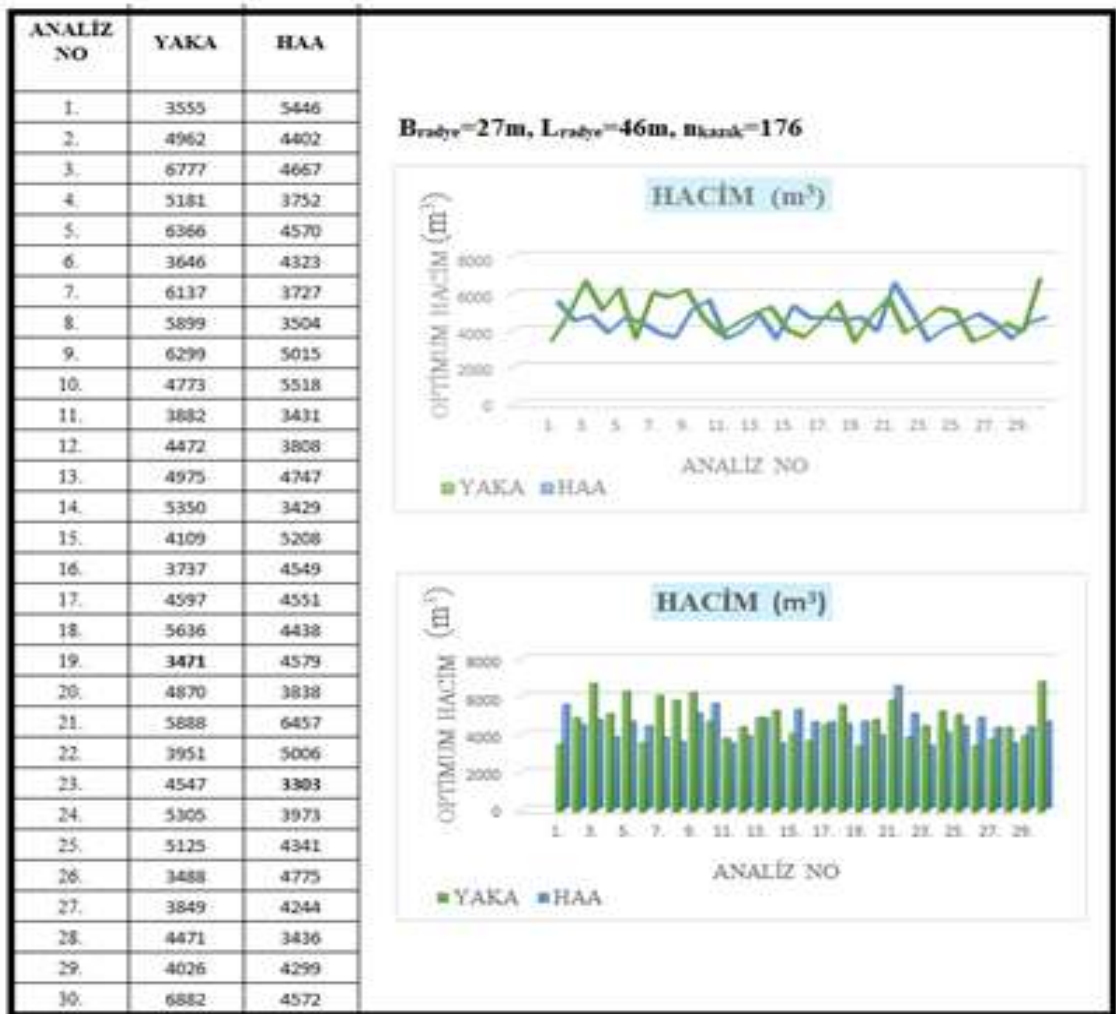 ANALİZ NO YAKA HAA
1. 3555 5446
2. 4962 4402
3. 6777 4667
4. 5181 3752
5. 6366 4570
6. 3646 4323
7. 6137 3727
8. 5899 3504
9. 6299 5015
10. 4773 5518
11. 3882 3431
12. 4472 3808
13. 4975 4747
14. 5350 3429
15. 4109 5208
16. 3737 4549
17. 4597 4551
18. 5636 4438
19. 3471 4579
20. 4870 3838
21. 5888 6457
22. 3951 5006
23. 4547 3303
24. 5305 3973
25. 5125 4341
26. 3488 4775
27. 3849 4244
28. 4471 3436
29. 4026 4299
30. 6882 4572
Bradye=27m, Lradye=46m, nkazık=176
HACİM (m³)
OPTİMUM HACİM (m³)
8000
6000
4000
2000
0
1. 3. 5. 7. 9. 11. 13. 15. 17. 19. 21. 23. 25. 27. 29.
ANALİZ NO
YAKA HAA
HACİM (m³)
OPTİMUM HACİM (m³)
8000
6000
4000
2000
0
1. 3. 5. 7. 9. 11. 13. 15. 17. 19. 21. 23. 25. 27. 29.
ANALİZ NO
YAKA HAA